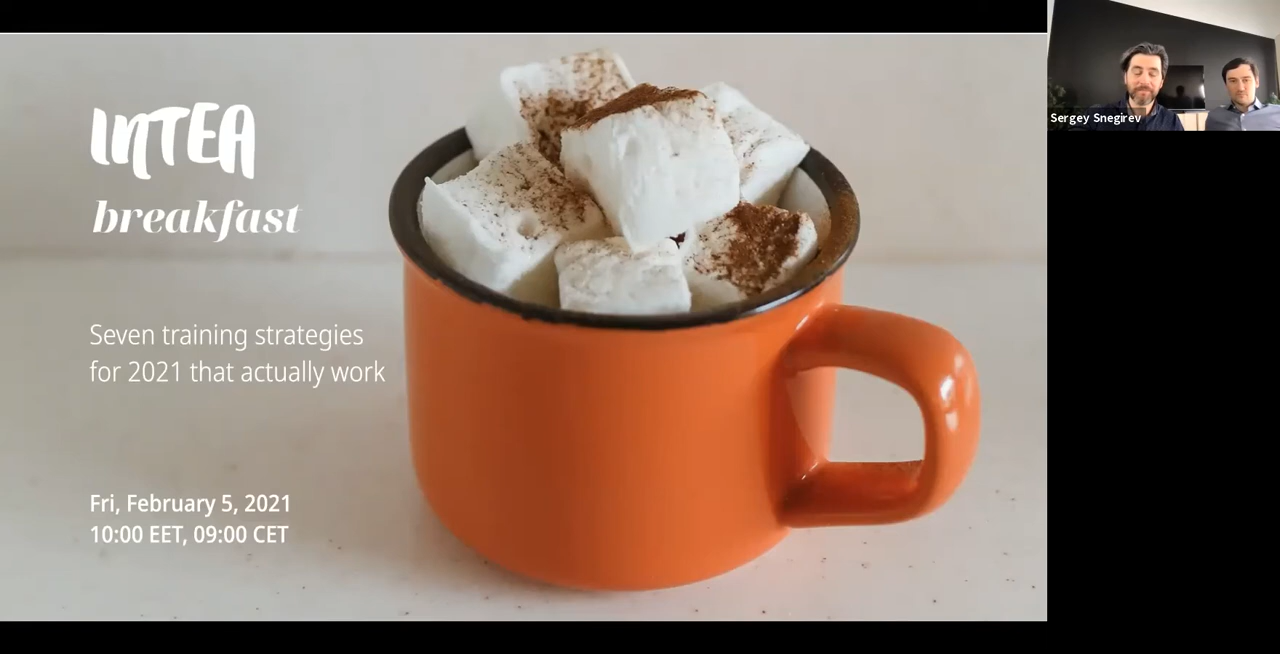 INTEA
breakfast
Seven training strategies
for 2021 that actually work
Fri, February 5, 2021
10:00 EET, 09:00 CET
Sergey Snegirev